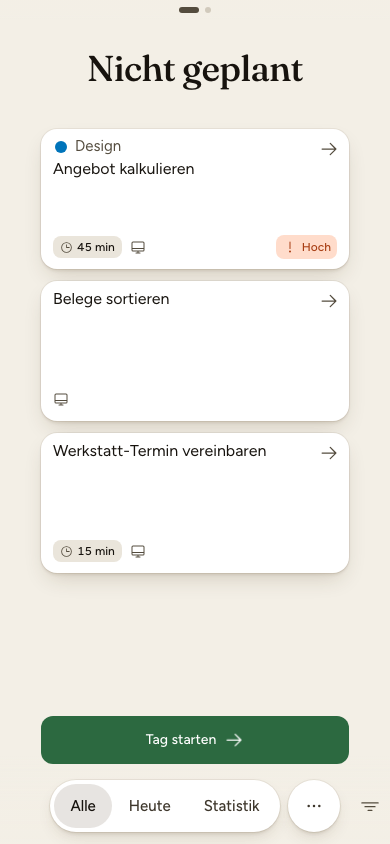 Nicht geplant
Design
Angebot kalkulieren
45 min
Hoch
Belege sortieren
Werkstatt-Termin vereinbaren
15 min
Tag starten
Alle Heute Statistik